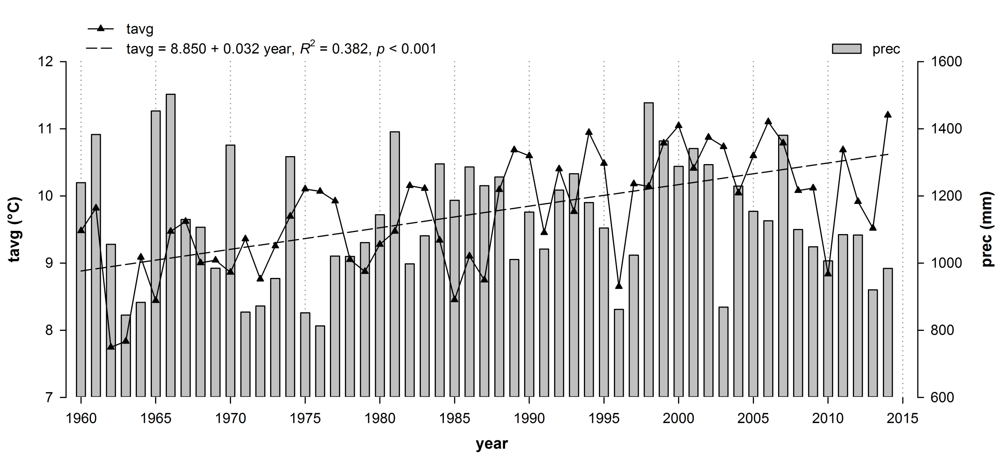 tavg
tavg = 8.850 + 0.032 year, R² = 0.382, p < 0.001
prec
12
11
10
9
8
7
tavg (°C)
1600
1400
1200
1000
800
600
prec (mm)
1960 1965 1970 1975 1980 1985 1990 1995 2000 2005 2010 2015
year